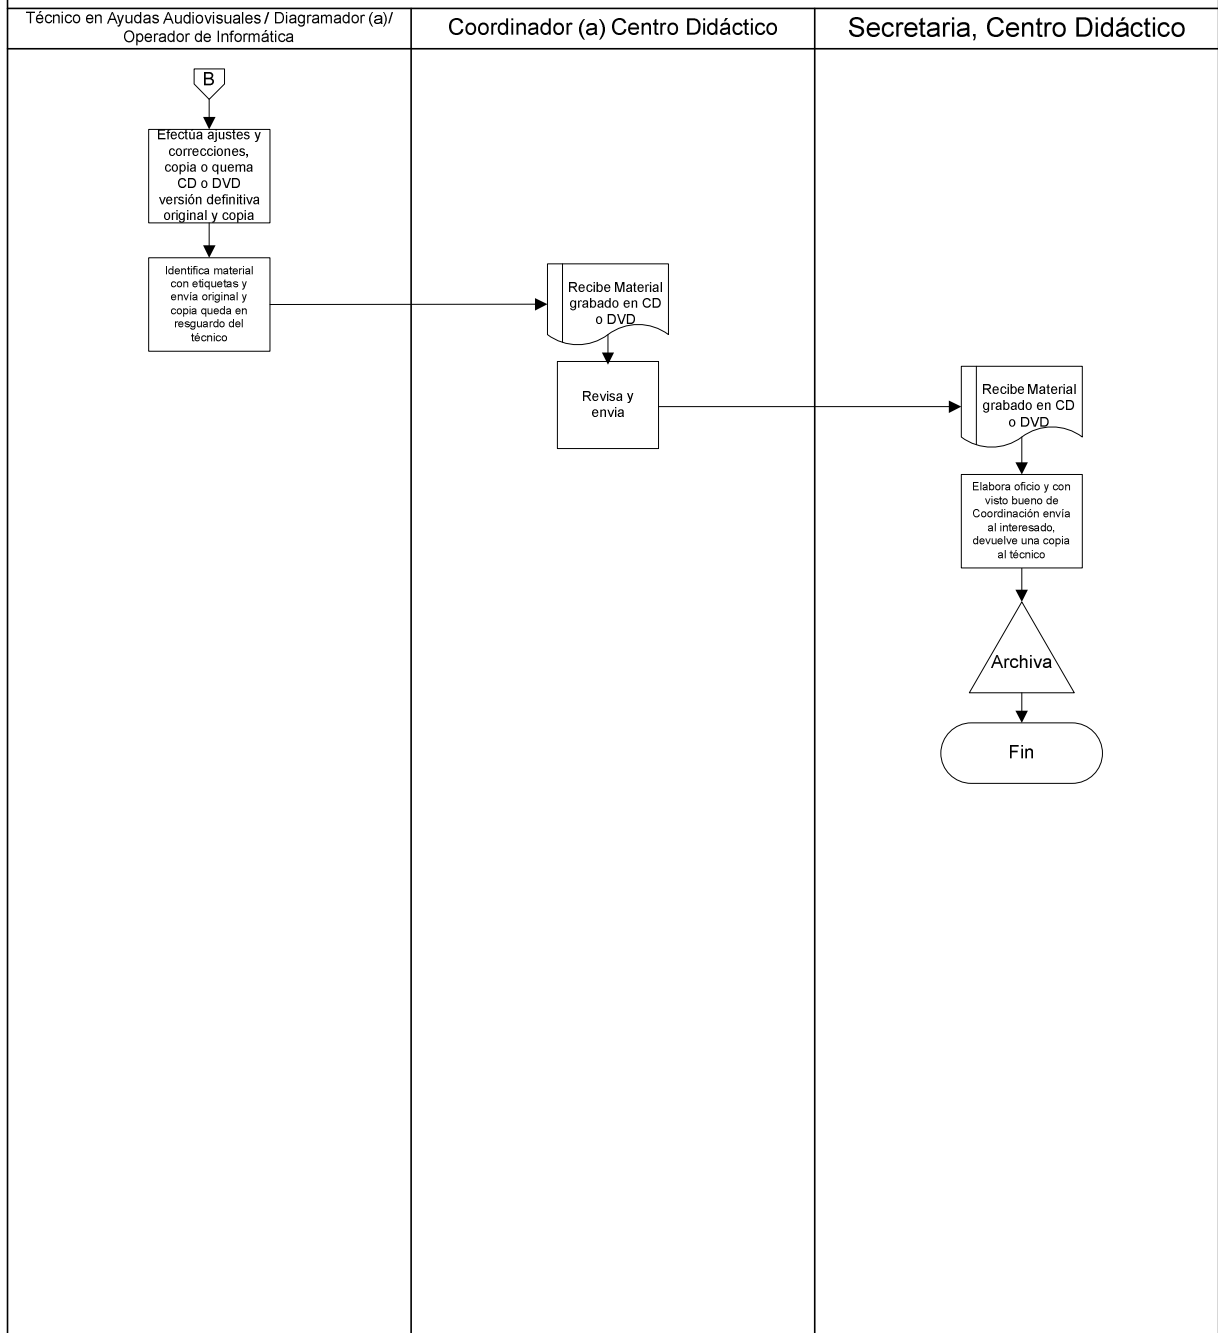 Técnico en Ayudas Audiovisuales / Diagramador (a)/
Operador de Informática
Coordinador (a) Centro Didáctico
Secretaria, Centro Didáctico
B
Efectúa ajustes y
correcciones,
copia o quema
CD o DVD
versión definitiva
original y copia
Identifica material
con etiquetas y
envía original y
copia queda en
resguardo del
técnico
Recibe Material
grabado en CD
o DVD
Revisa y
envia
Recibe Material
grabado en CD
o DVD
Elabora oficio y con
visto bueno de
Coordinación envía
al interesado,
devuelve una copia
al técnico
Archiva
Fin